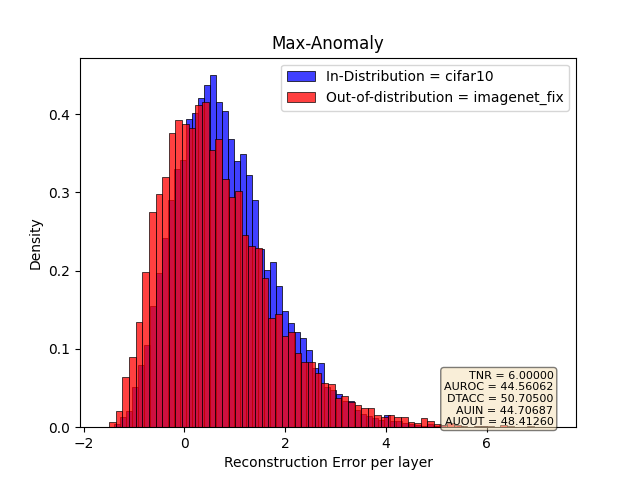 Max-Anomaly
In-Distribution = cifar10
Out-of-distribution = imagenet_fix
Density
0.4
0.3
0.2
0.1
0.0
TNR = 6.00000
AUROC = 44.56062
DTACC = 50.70500
AUIN = 44.70687
AUOUT = 48.41260
−2
0
2
4
6
Reconstruction Error per layer